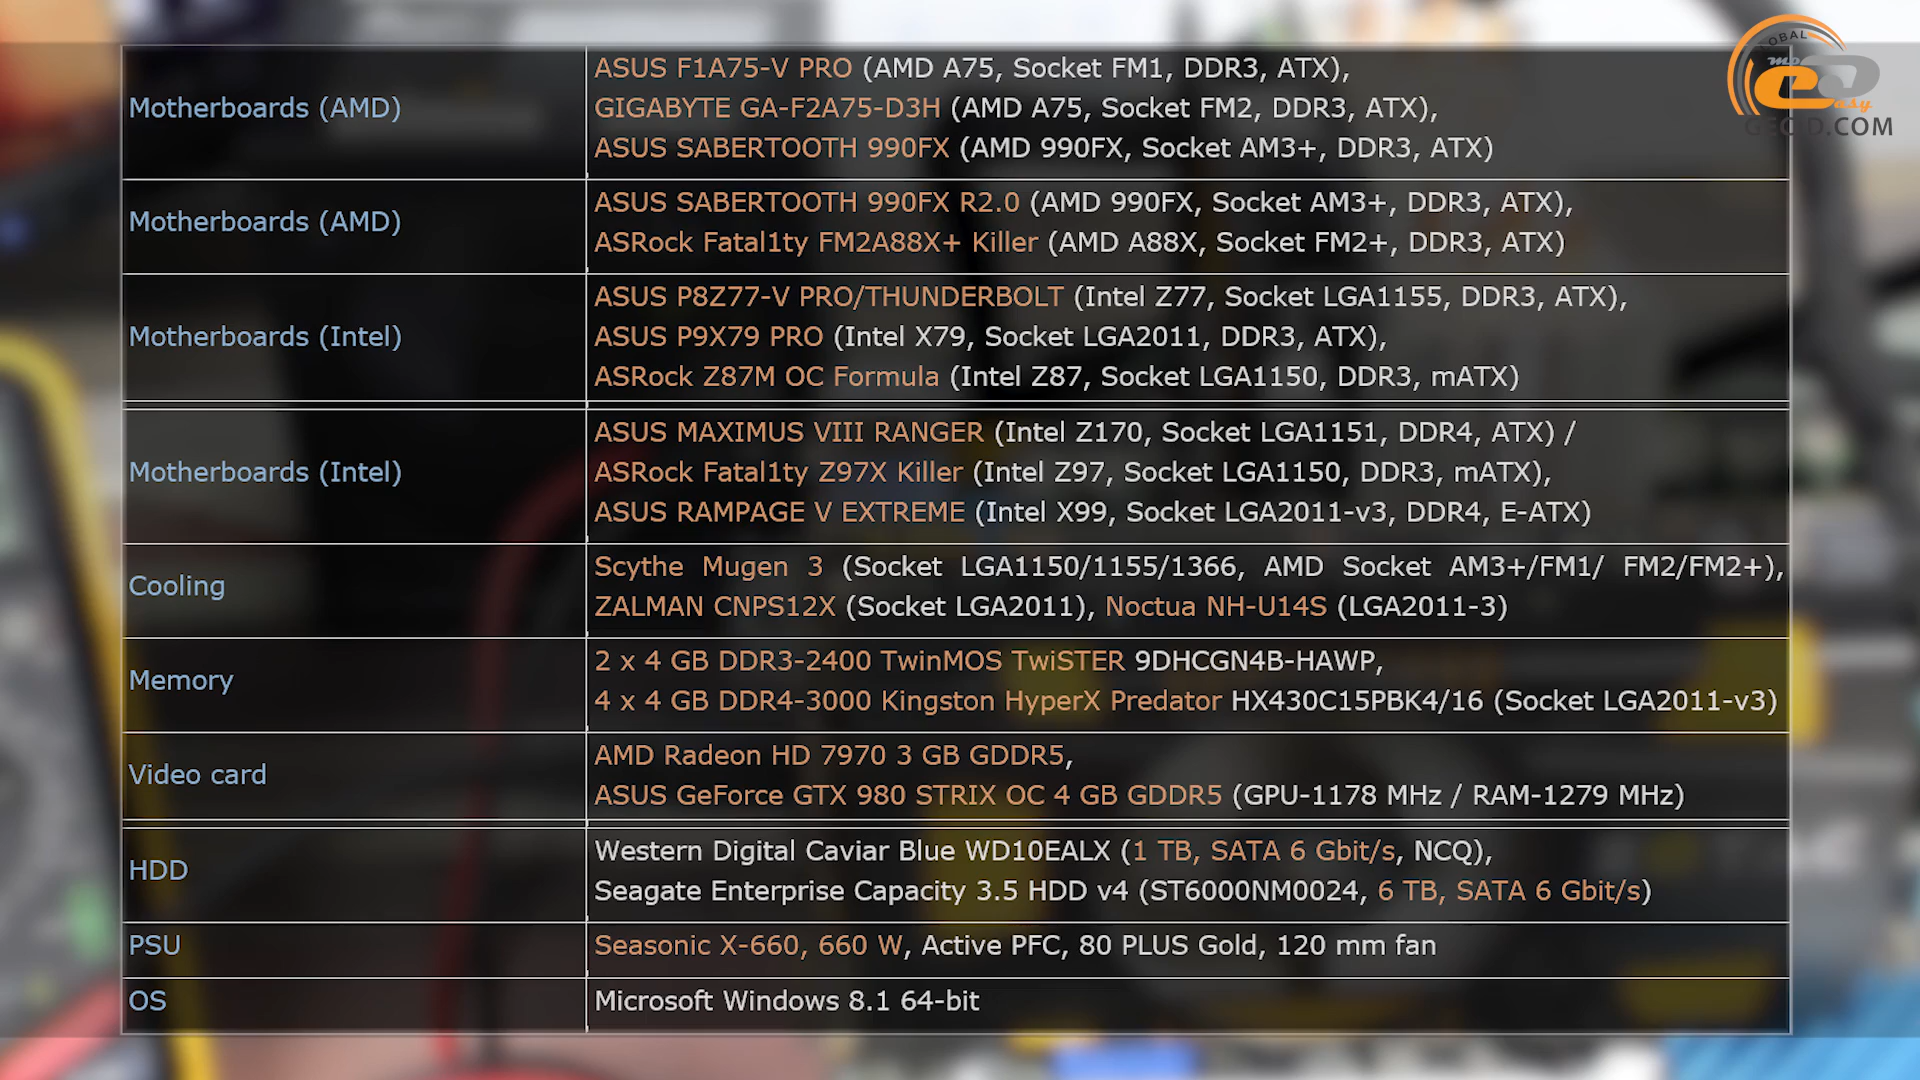 GLOBAL
easy
GECID.COM
Motherboards (AMD)
ASUS F1A75-V PRO (AMD A75, Socket FM1, DDR3, ATX),
GIGABYTE GA-F2A75-D3H (AMD A75, Socket FM2, DDR3, ATX),
ASUS SABERTOOTH 990FX (AMD 990FX, Socket AM3+, DDR3, ATX)
Motherboards (AMD)
ASUS SABERTOOTH 990FX R2.0 (AMD 990FX, Socket AM3+, DDR3, ATX),
ASRock Fatal1ty FM2A88X+ Killer (AMD A88X, Socket FM2+, DDR3, ATX)
Motherboards (Intel)
ASUS P8Z77-V PRO/THUNDERBOLT (Intel Z77, Socket LGA1155, DDR3, ATX),
ASUS P9X79 PRO (Intel X79, Socket LGA2011, DDR3, ATX),
ASRock Z87M OC Formula (Intel Z87, Socket LGA1150, DDR3, mATX)
Motherboards (Intel)
ASUS MAXIMUS VIII RANGER (Intel Z170, Socket LGA1151, DDR4, ATX) /
ASRock Fatal1ty Z97X Killer (Intel Z97, Socket LGA1150, DDR3, mATX),
ASUS RAMPAGE V EXTREME (Intel X99, Socket LGA2011-v3, DDR4, E-ATX)
Cooling
Scythe Mugen 3 (Socket LGA1150/1155/1366, AMD Socket AM3+/FM1/ FM2/FM2+),
ZALMAN CNPS12X (Socket LGA2011), Noctua NH-U14S (LGA2011-3)
Memory
2 x 4 GB DDR3-2400 TwinMOS TwiSTER 9DHCGN4B-HAWP,
4 x 4 GB DDR4-3000 Kingston HyperX Predator HX430C15PBK4/16 (Socket LGA2011-v3)
Video card
AMD Radeon HD 7970 3 GB GDDR5,
ASUS GeForce GTX 980 STRIX OC 4 GB GDDR5 (GPU-1178 MHz / RAM-1279 MHz)
HDD
Western Digital Caviar Blue WD10EALX (1 TB, SATA 6 Gbit/s, NCQ),
Seagate Enterprise Capacity 3.5 HDD v4 (ST6000NM0024, 6 TB, SATA 6 Gbit/s)
PSU
Seasonic X-660, 660 W, Active PFC, 80 PLUS Gold, 120 mm fan
OS
Microsoft Windows 8.1 64-bit